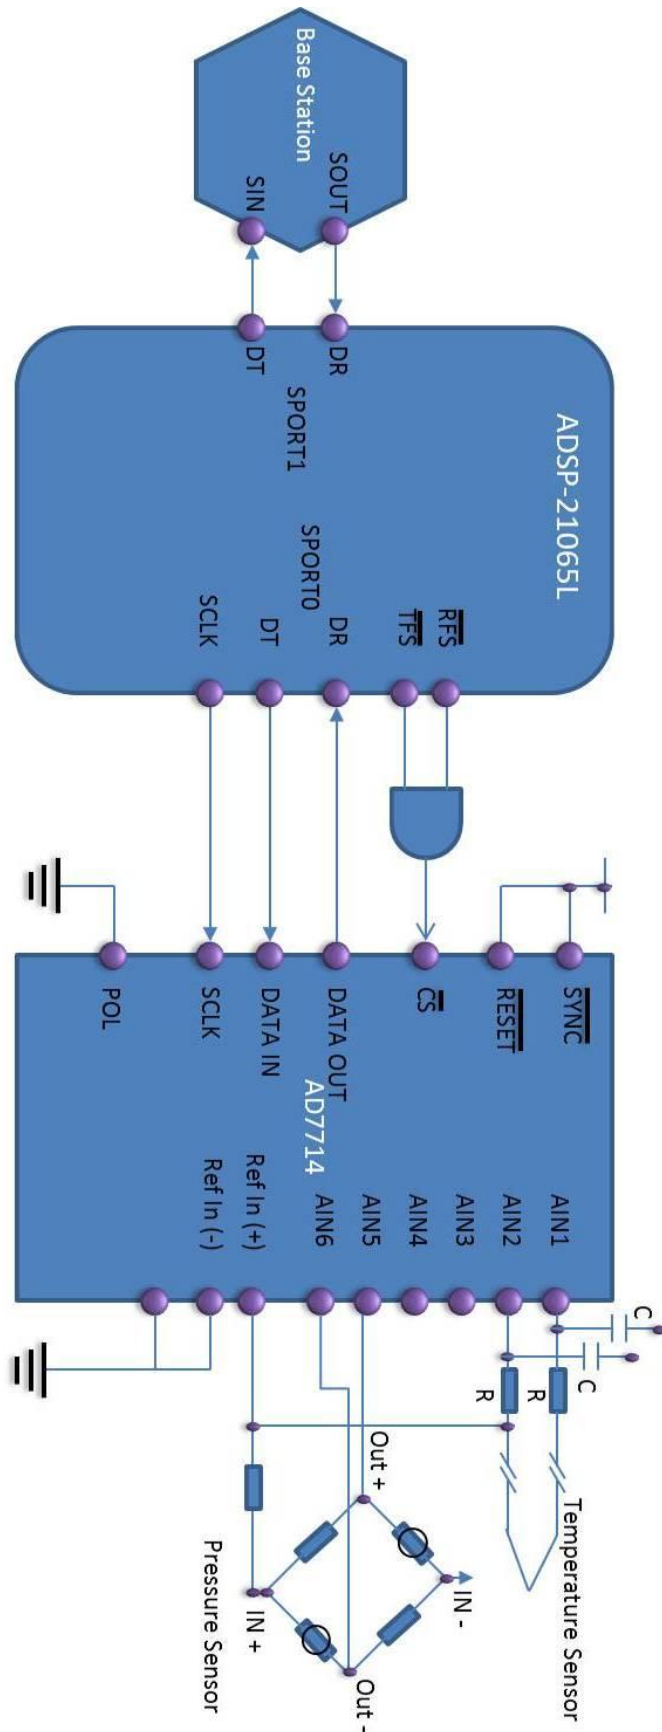 Base Station
SOUT
SIN
DR
DT
SPORT1
ADSP-21065L
SPORT0
RFS
TFS
DR
DT
SCLK
SYNC
RESET
CS
DATA OUT
DATA IN
SCLK
POL
AD7714
AIN1
AIN2
AIN3
AIN4
AIN5
AIN6
Ref In (+)
Ref In (-)
C
C
R
R
Temperature Sensor
Out +
IN -
IN +
Out -
Pressure Sensor